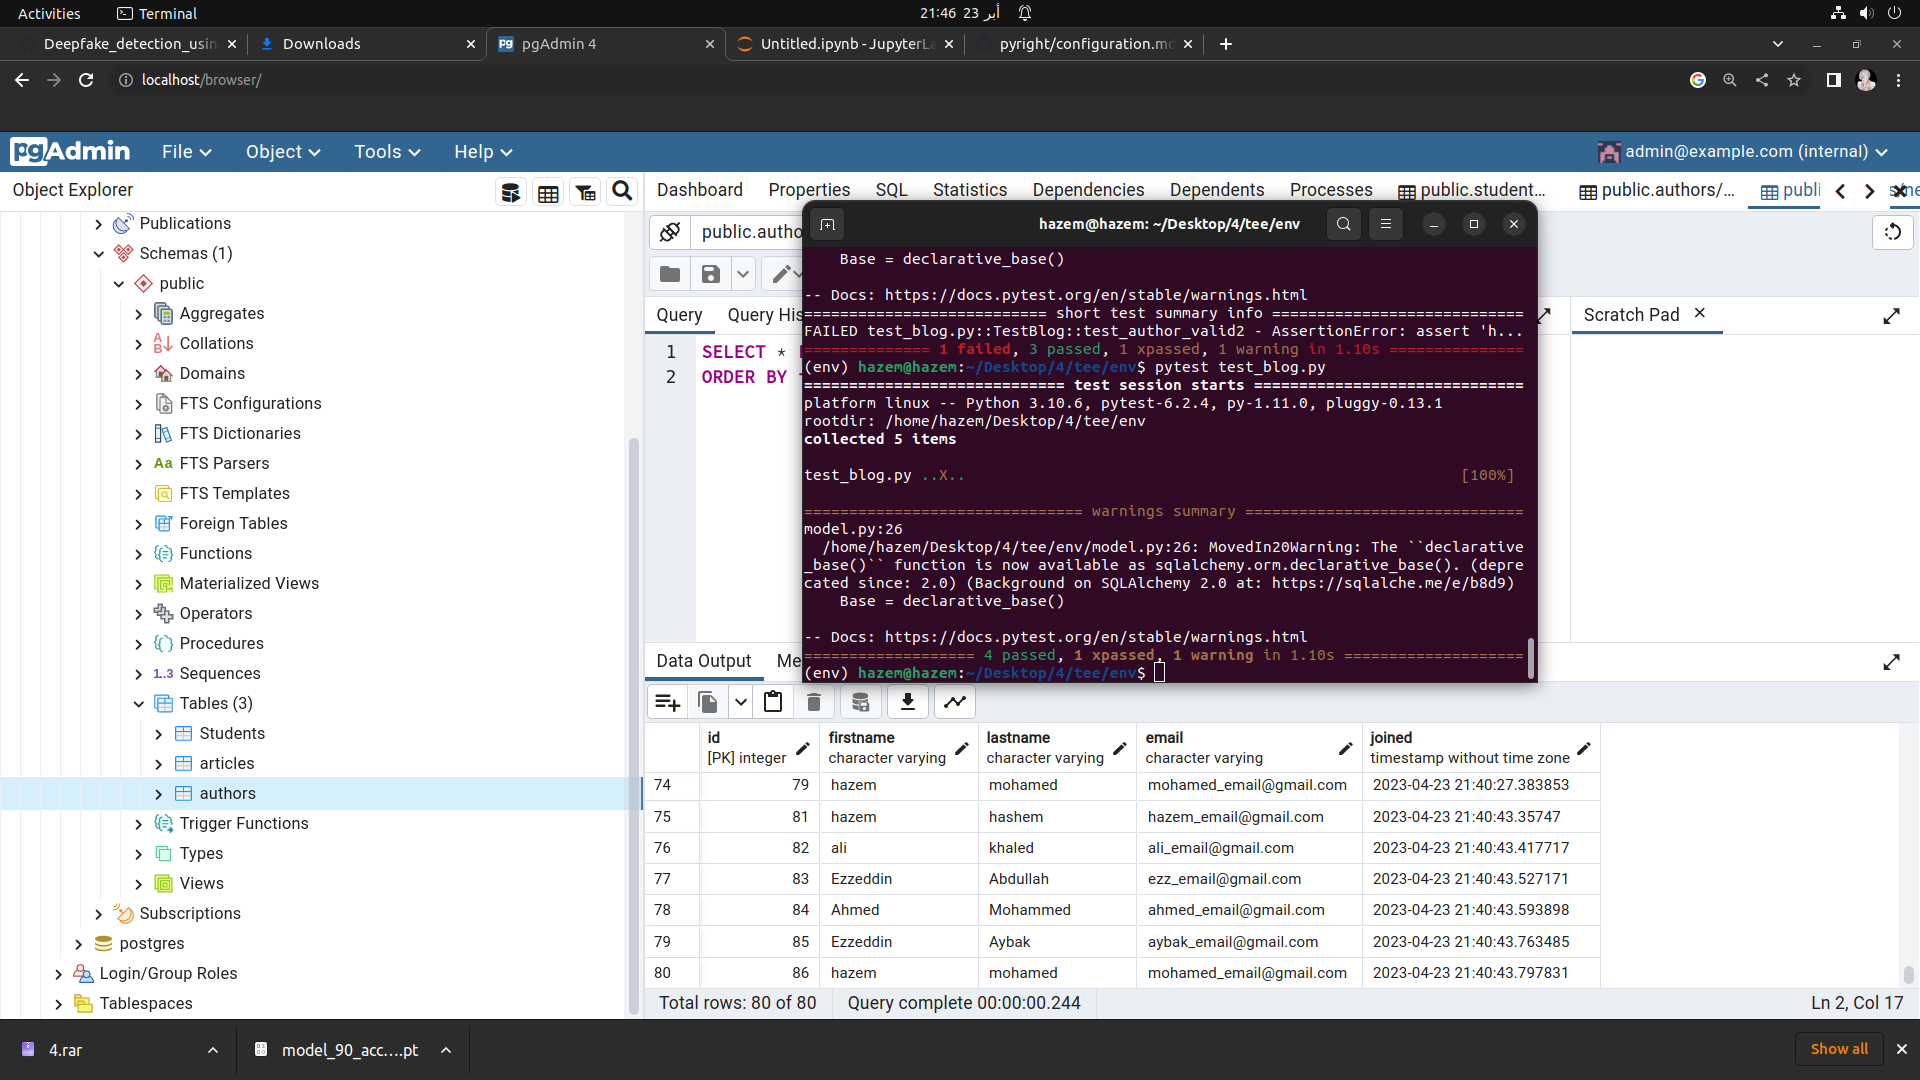 Activities
Terminal
21:46 23 أبر
Deepfake_detection_usin
Downloads
pgAdmin 4
Untitled.ipynb - JupyterLa
pyright/configuration.md
localhost/browser/
pgAdmin
File
Object
Tools
Help
admin@example.com (internal)
Object Explorer
Dashboard
Properties
SQL
Statistics
Dependencies
Dependents
Processes
public.student...
public.authors/...
publi
Publications
Schemas (1)
public
Aggregates
Collations
Domains
FTS Configurations
FTS Dictionaries
Aa FTS Parsers
FTS Templates
Foreign Tables
Functions
Materialized Views
Operators
Procedures
1..3 Sequences
Tables (3)
Students
articles
authors
Trigger Functions
Types
Views
Subscriptions
postgres
Login/Group Roles
Tablespaces
public.autho
Query
Query His
Scratch Pad
1 SELECT *
2 ORDER BY
hazem@hazem: ~/Desktop/4/tee/env
Base = declarative_base()
-- Docs: https://docs.pytest.org/en/stable/warnings.html
=========================== short test summary info ============================
FAILED test_blog.py::TestBlog::test_author_valid2 - AssertionError: assert 'h...
============== 1 failed, 3 passed, 1 xpassed, 1 warning in 1.10s ===============
(env) hazem@hazem:~/Desktop/4/tee/env$ pytest test_blog.py
============================= test session starts ==============================
platform linux -- Python 3.10.6, pytest-6.2.4, py-1.11.0, pluggy-0.13.1
rootdir: /home/hazem/Desktop/4/tee/env
collected 5 items
test_blog.py ..X.. [100%]
=============================== warnings summary ===============================
model.py:26
/home/hazem/Desktop/4/tee/env/model.py:26: MovedIn20Warning: The ``declarative
_base()`` function is now available as sqlalchemy.orm.declarative_base(). (depre
cated since: 2.0) (Background on SQLAlchemy 2.0 at: https://sqlalche.me/e/b8d9)
Base = declarative_base()
-- Docs: https://docs.pytest.org/en/stable/warnings.html
=================== 4 passed, 1 xpassed, 1 warning in 1.10s ====================
(env) hazem@hazem:~/Desktop/4/tee/env$
Data Output
Me
id firstname lastname email joined
[PK] integer character varying character varying character varying timestamp without time zone
74 79 hazem mohamed mohamed_email@gmail.com 2023-04-23 21:40:27.383853
75 81 hazem hashem hazem_email@gmail.com 2023-04-23 21:40:43.35747
76 82 ali khaled ali_email@gmail.com 2023-04-23 21:40:43.417717
77 83 Ezzeddin Abdullah ezz_email@gmail.com 2023-04-23 21:40:43.527171
78 84 Ahmed Mohammed ahmed_email@gmail.com 2023-04-23 21:40:43.593898
79 85 Ezzeddin Aybak aybak_email@gmail.com 2023-04-23 21:40:43.763485
80 86 hazem mohamed mohamed_email@gmail.com 2023-04-23 21:40:43.797831
Total rows: 80 of 80
Query complete 00:00:00.244
Ln 2, Col 17
4.rar
model_90_acc....pt
Show all